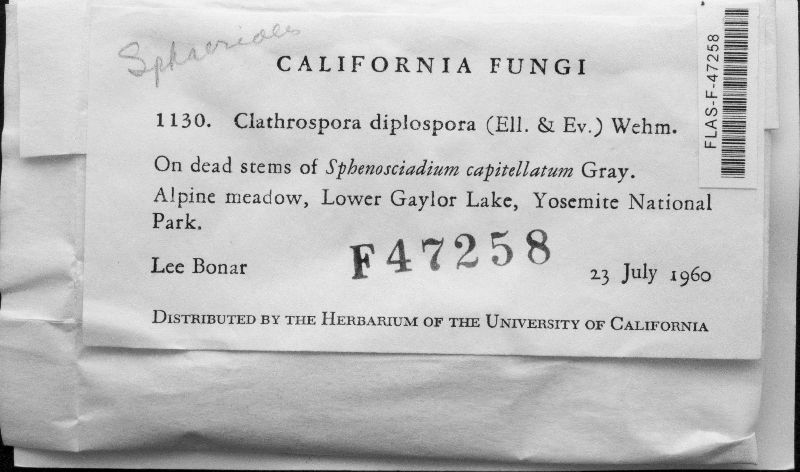 Sphaeriales
CALIFORNIA FUNGI
FLAS-F-47258
1130. Clathrospora diplospora (Ell. & Ev.) Wehm.
On dead stems of Sphenosciadium capitellatum Gray.
Alpine meadow, Lower Gaylor Lake, Yosemite National
Park.
F47258
Lee Bonar
23 July 1960
DISTRIBUTED BY THE HERBARIUM OF THE UNIVERSITY OF CALIFORNIA